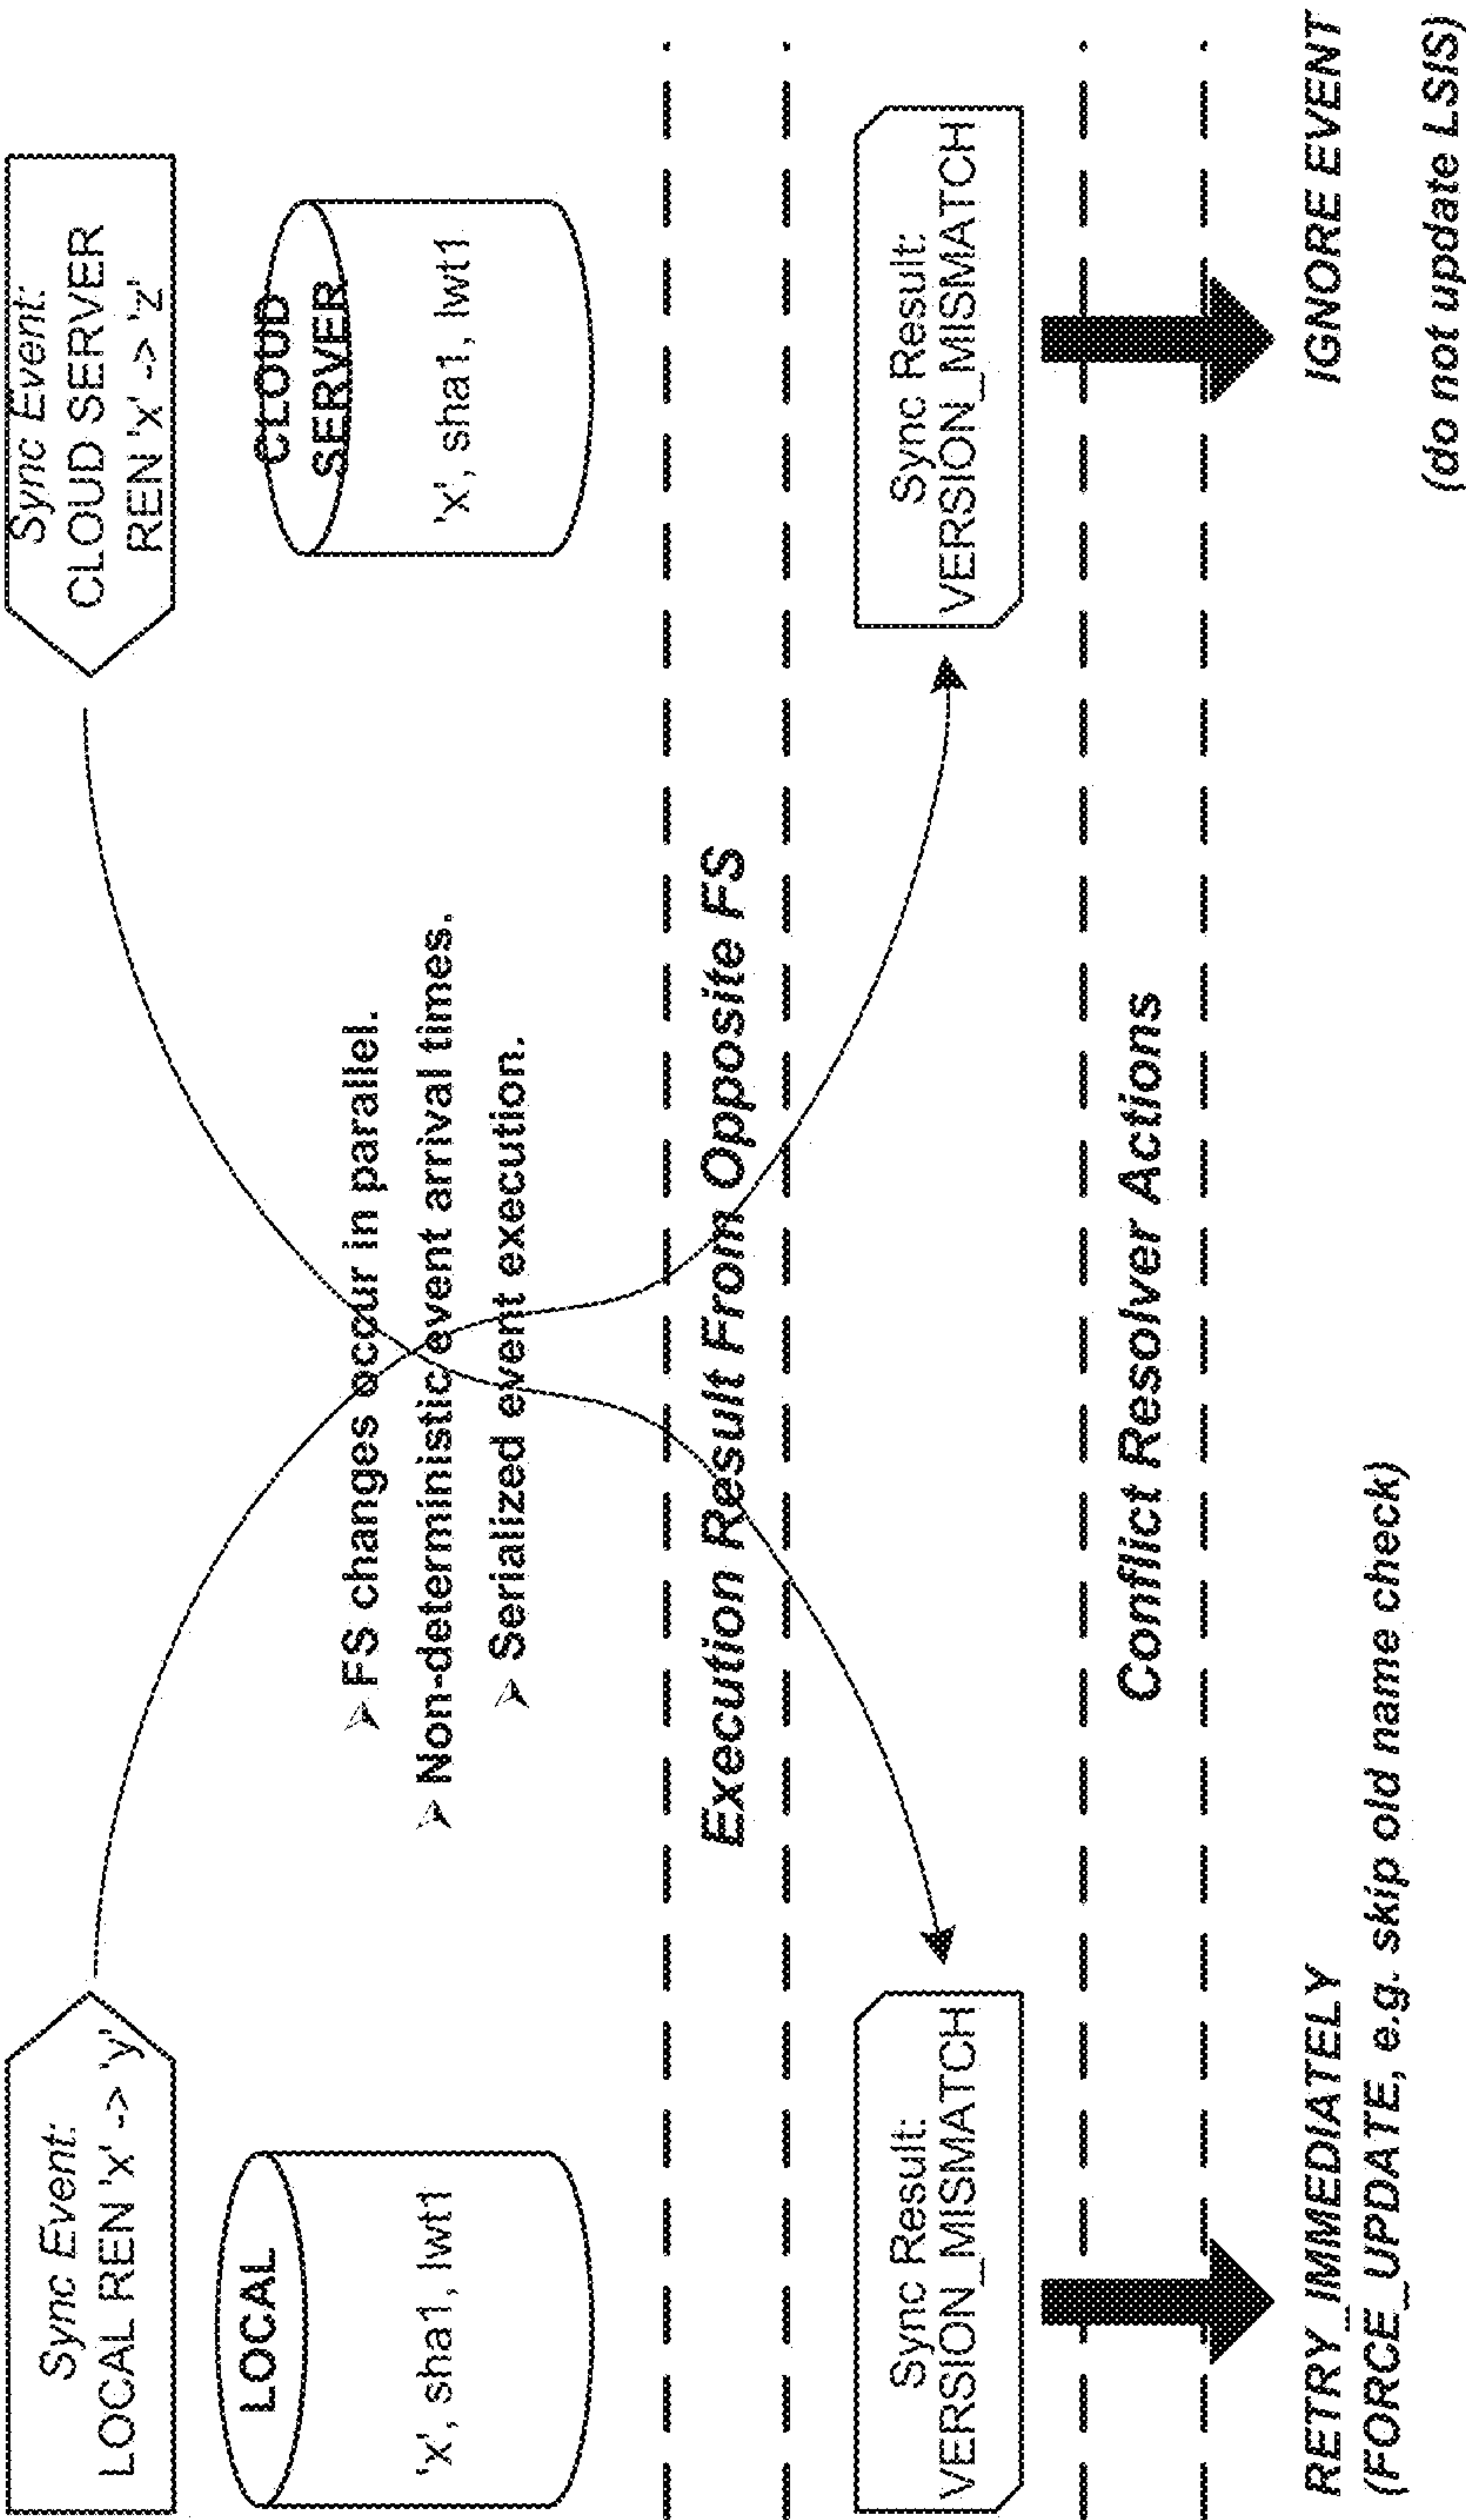 Sync Event:
LOCAL REN 'x' -> 'y'
Sync Event:
CLOUD SERVER
REN 'x' -> 'z'
LOCAL
'x', sha1, lwt1
➢ FS changes occur in parallel.
➢ Non-deterministic event arrival times.
➢ Serialized event execution.
CLOUD
SERVER
'x', sha1, lwt1
Execution Result From Opposite FS
Sync Result:
VERSION_MISMATCH
Sync Result:
VERSION_MISMATCH
Conflict Resolver Actions
RETRY_IMMEDIATELY
(FORCE_UPDATE, e.g. skip old name check)
IGNORE EVENT
(do not update LSIS)